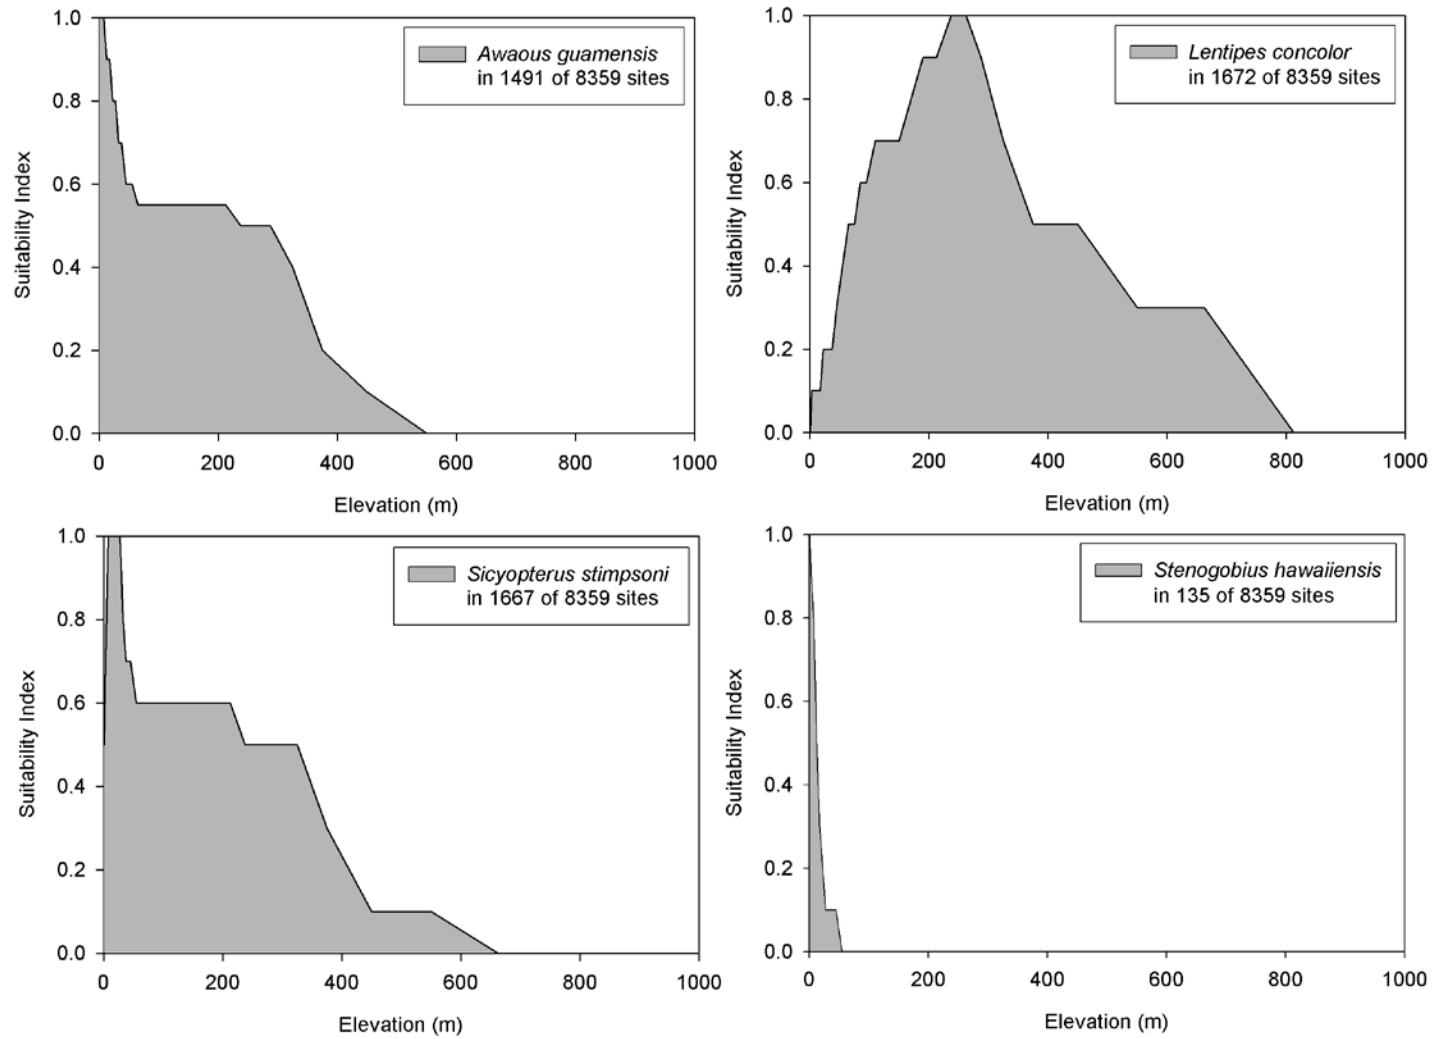 Awaous guamensis
in 1491 of 8359 sites
Suitability Index
1.0
0.8
0.6
0.4
0.2
0.0
0 200 400 600 800 1000
Elevation (m)
Lentipes concolor
in 1672 of 8359 sites
Suitability Index
1.0
0.8
0.6
0.4
0.2
0.0
0 200 400 600 800 1000
Elevation (m)
Sicyopterus stimpsoni
in 1667 of 8359 sites
Suitability Index
1.0
0.8
0.6
0.4
0.2
0.0
0 200 400 600 800 1000
Elevation (m)
Stenogobius hawaiiensis
in 135 of 8359 sites
Suitability Index
1.0
0.8
0.6
0.4
0.2
0.0
0 200 400 600 800 1000
Elevation (m)